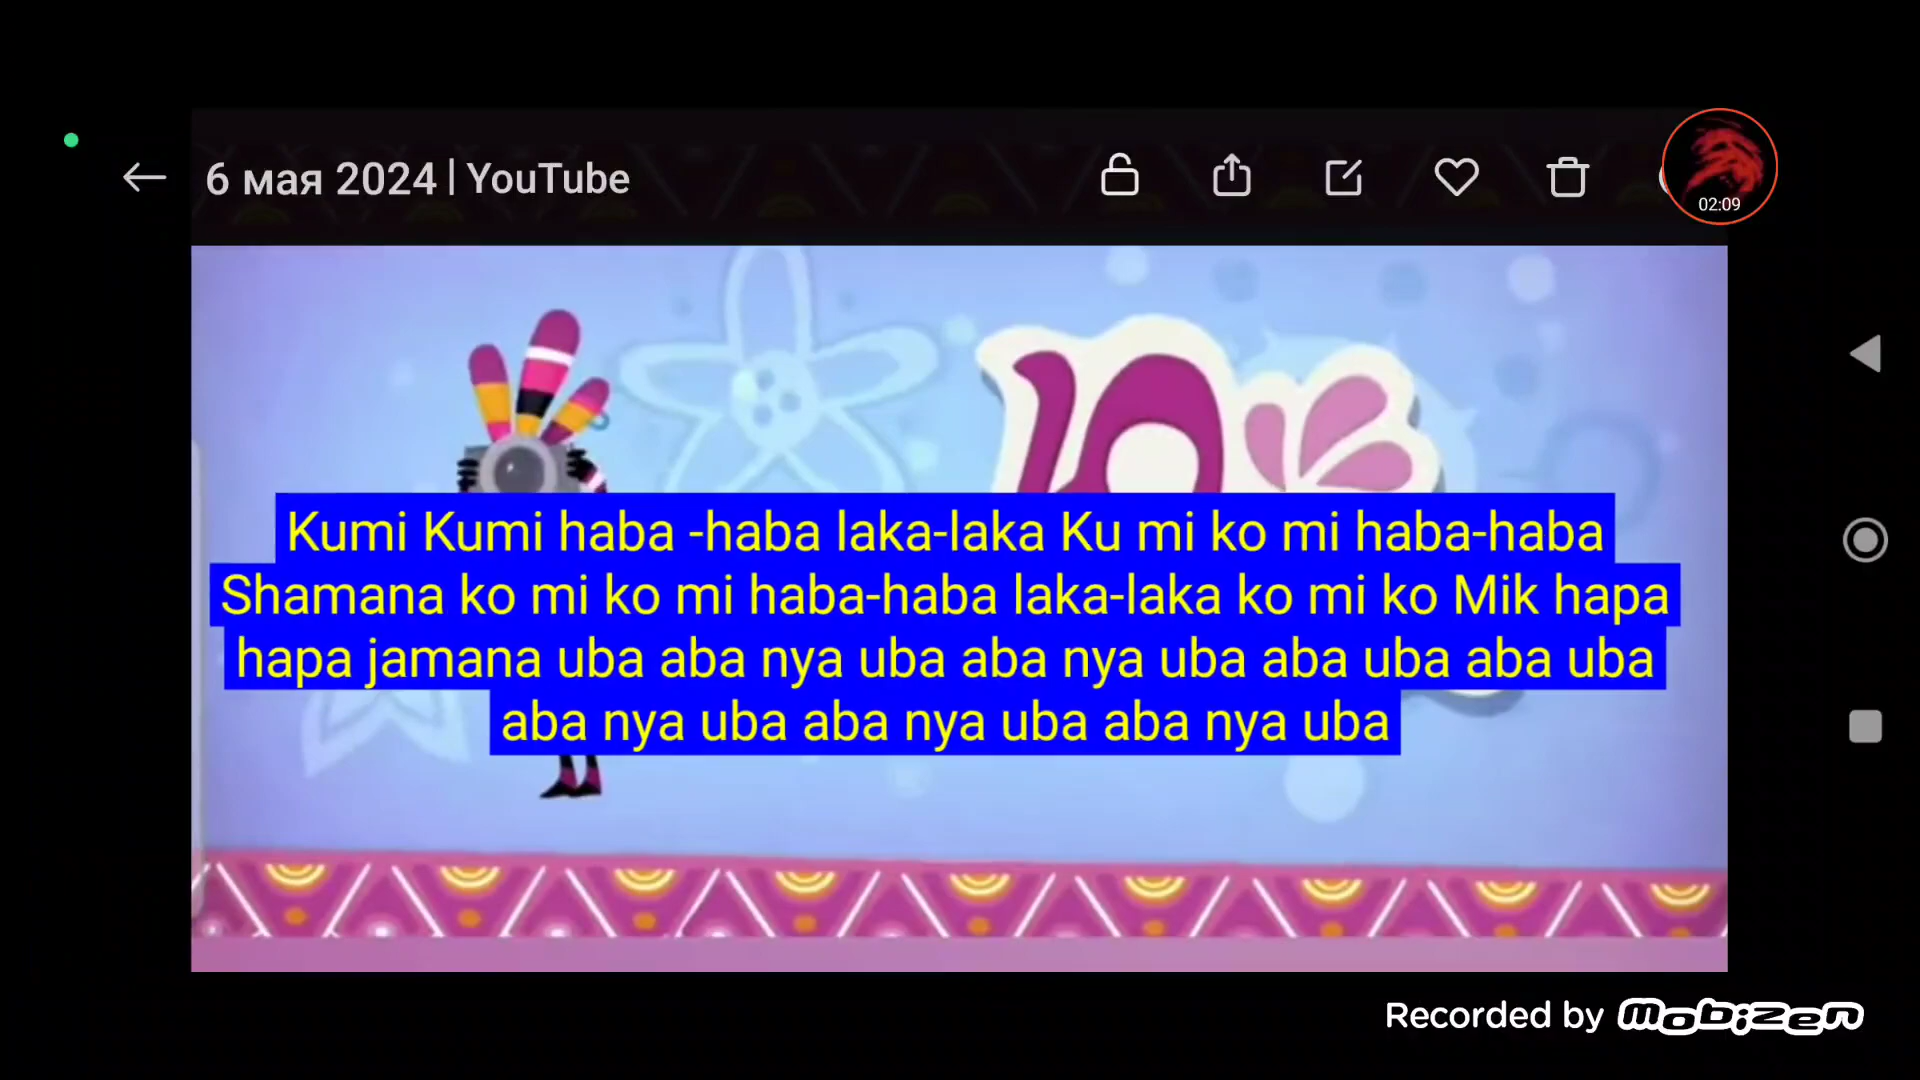 6 мая 2024 | YouTube
02:09
Kumi Kumi haba -haba laka-laka Ku mi ko mi haba-haba
Shamana ko mi ko mi haba-haba laka-laka ko mi ko Mik hapa
hapa jamana uba aba nya uba aba nya uba aba uba aba uba
aba nya uba aba nya uba aba nya uba
Recorded by mobizen